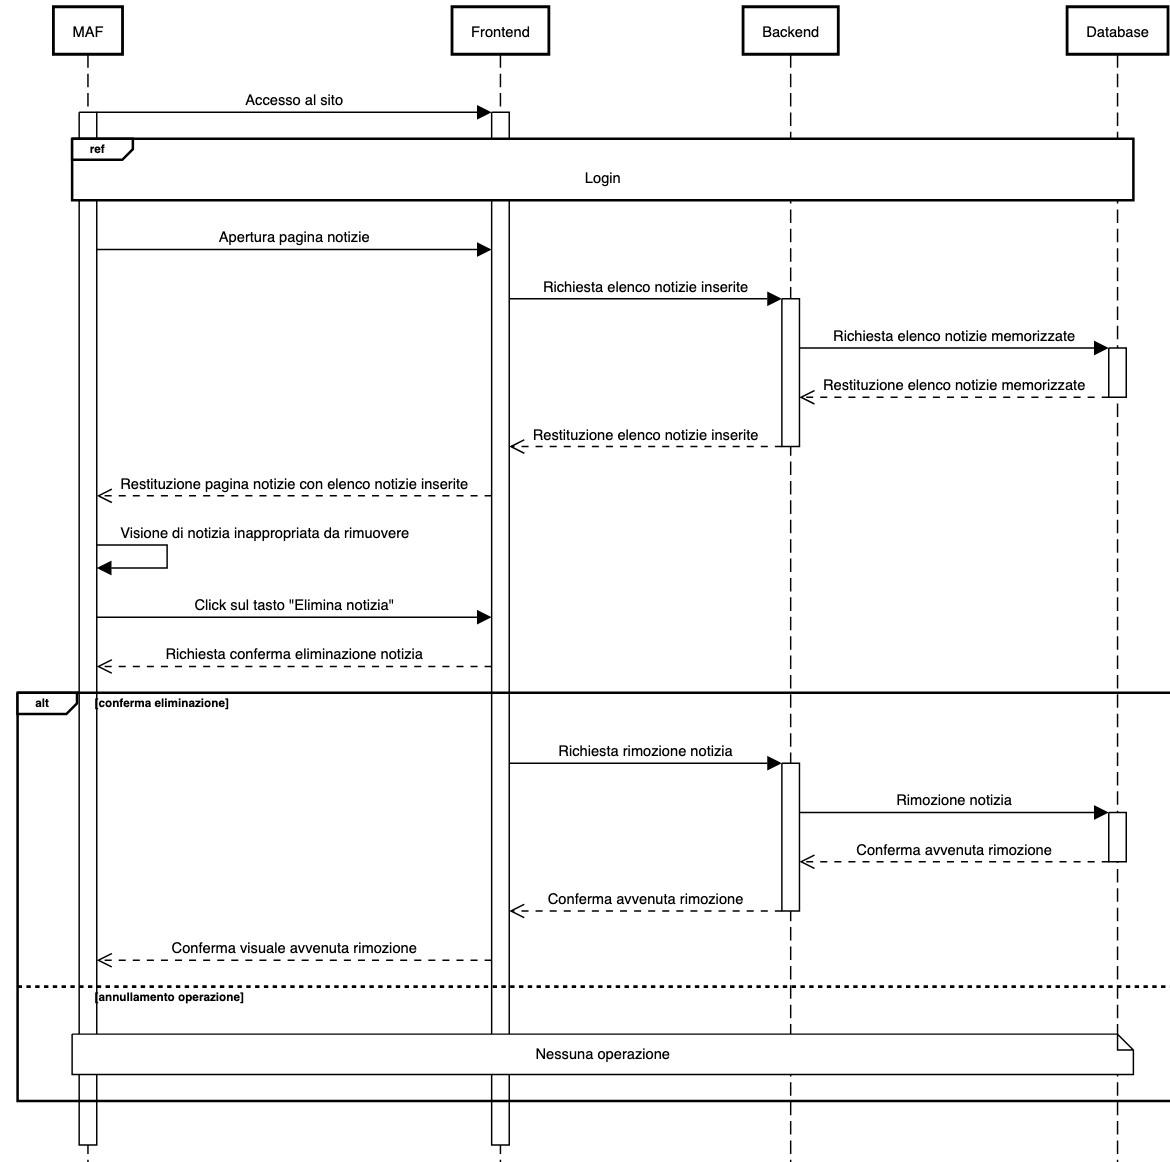 MAF
Frontend
Backend
Database
Accesso al sito
ref
Login
Apertura pagina notizie
Richiesta elenco notizie inserite
Richiesta elenco notizie memorizzate
Restituzione elenco notizie memorizzate
Restituzione elenco notizie inserite
Restituzione pagina notizie con elenco notizie inserite
Visione di notizia inappropriata da rimuovere
Click sul tasto "Elimina notizia"
Richiesta conferma eliminazione notizia
alt
[conferma eliminazione]
Richiesta rimozione notizia
Rimozione notizia
Conferma avvenuta rimozione
Conferma avvenuta rimozione
Conferma visuale avvenuta rimozione
[annullamento operazione]
Nessuna operazione